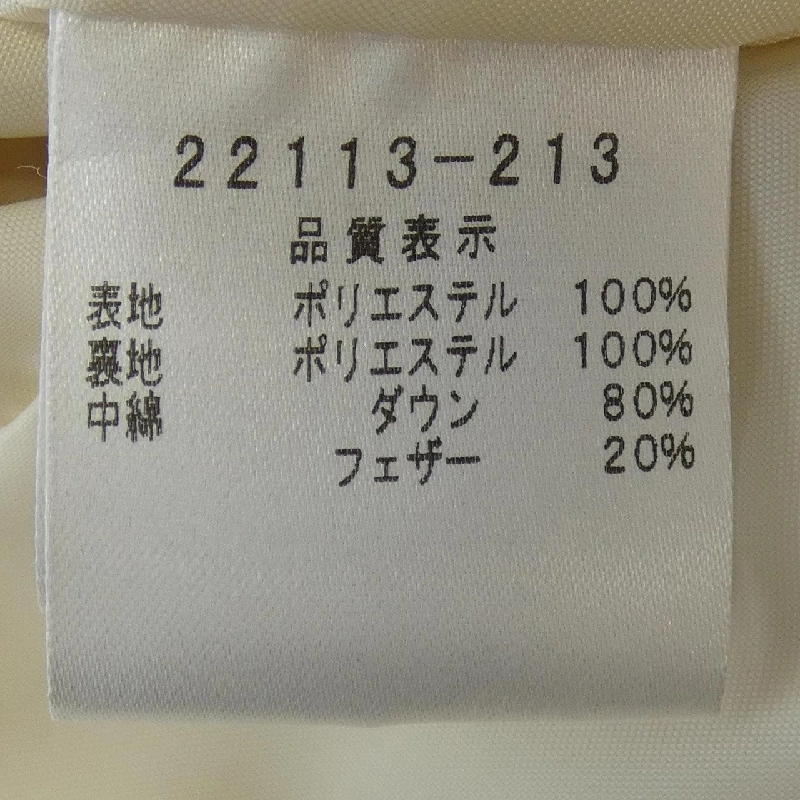 22113-213
品質表示
表地 ポリエステル 100%
裏地 ポリエステル 100%
中綿 ダウン 80%
フェザー 20%